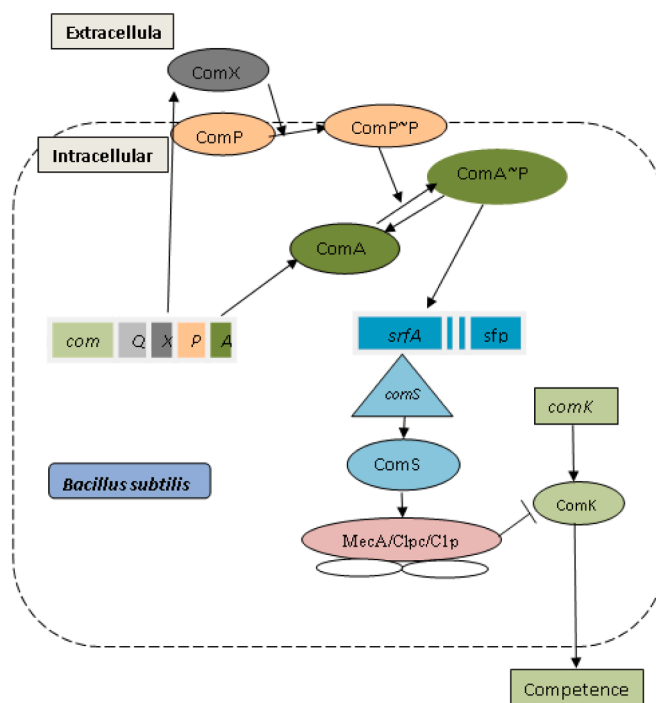 Extracellula
ComX
ComP
ComP~P
Intracellular
ComA~P
ComA
com Q X P A
srfA sfp
comS
comK
ComS
Bacillus subtilis
ComK
MecA/Clpc/C1p
Competence